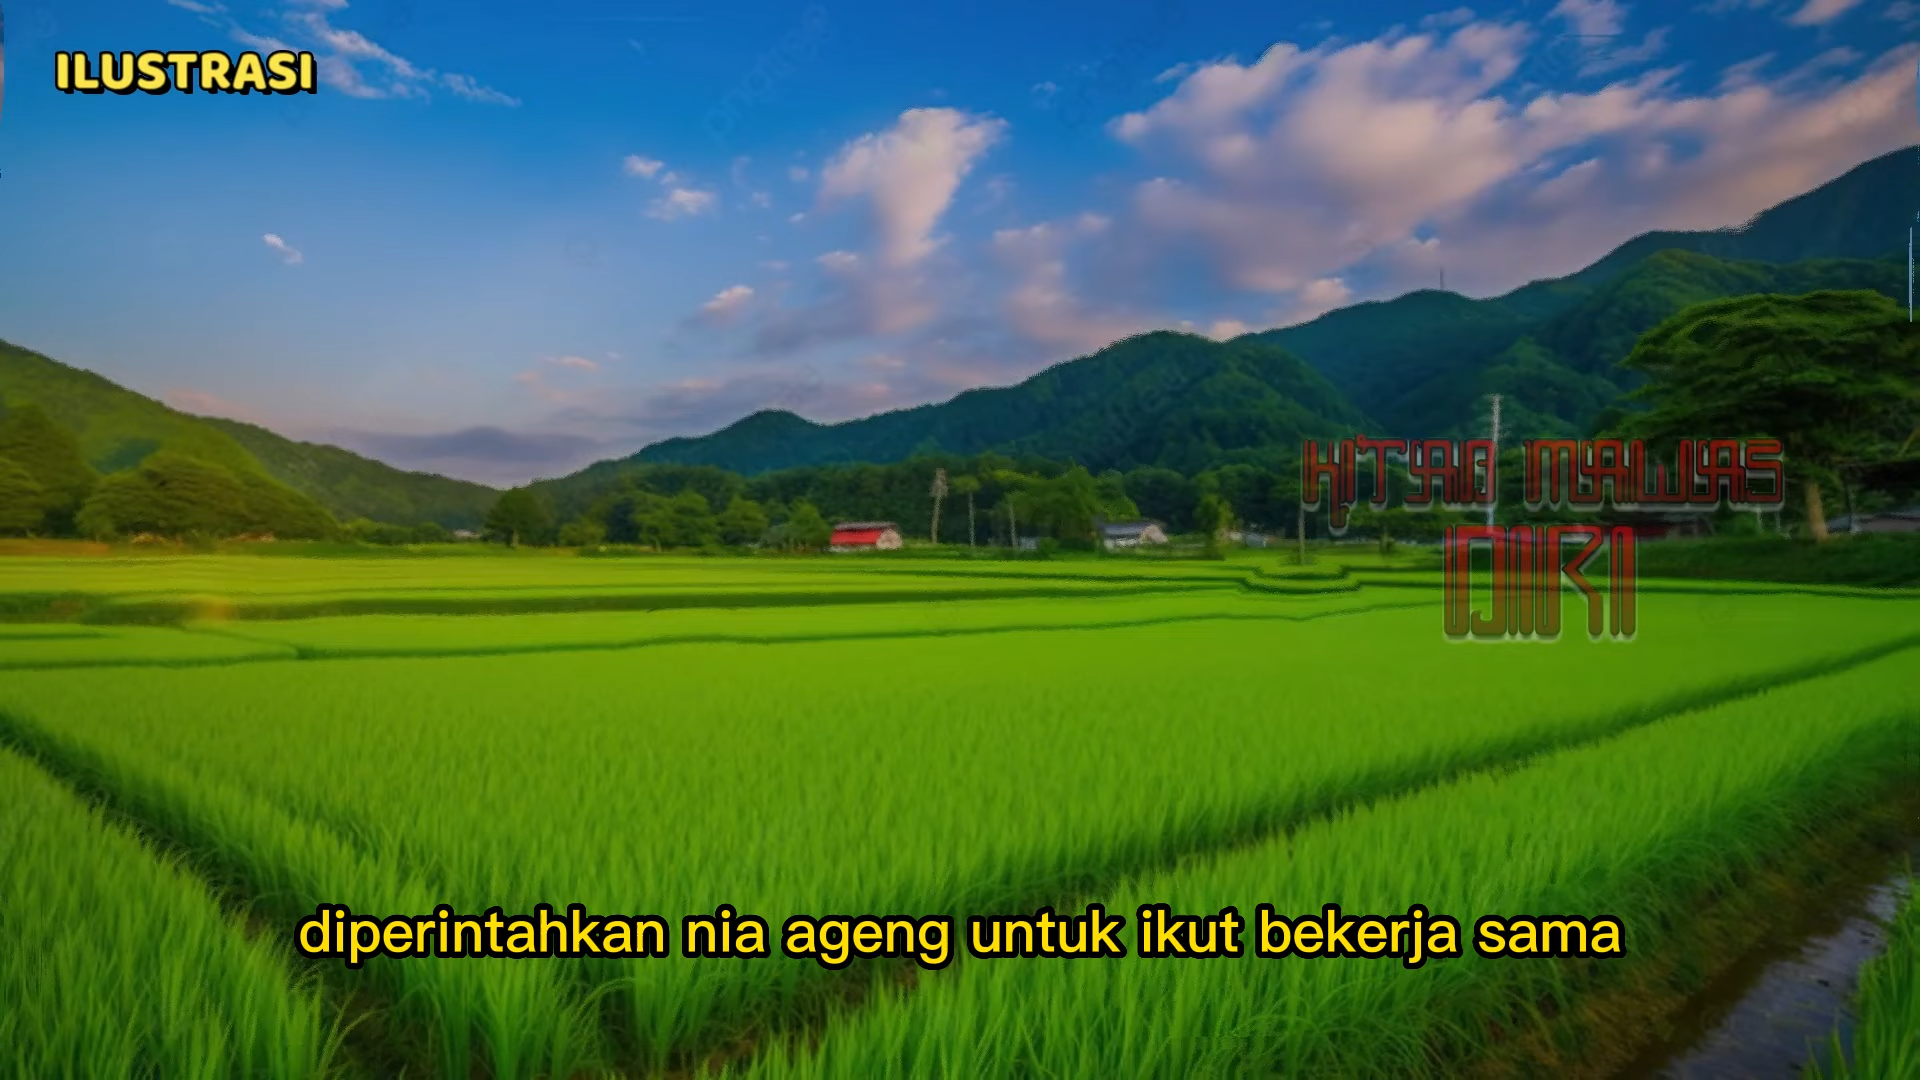 ILUSTRASI
KITAB MAWAS
DIRI
diperintahkan nia ageng untuk ikut bekerja sama